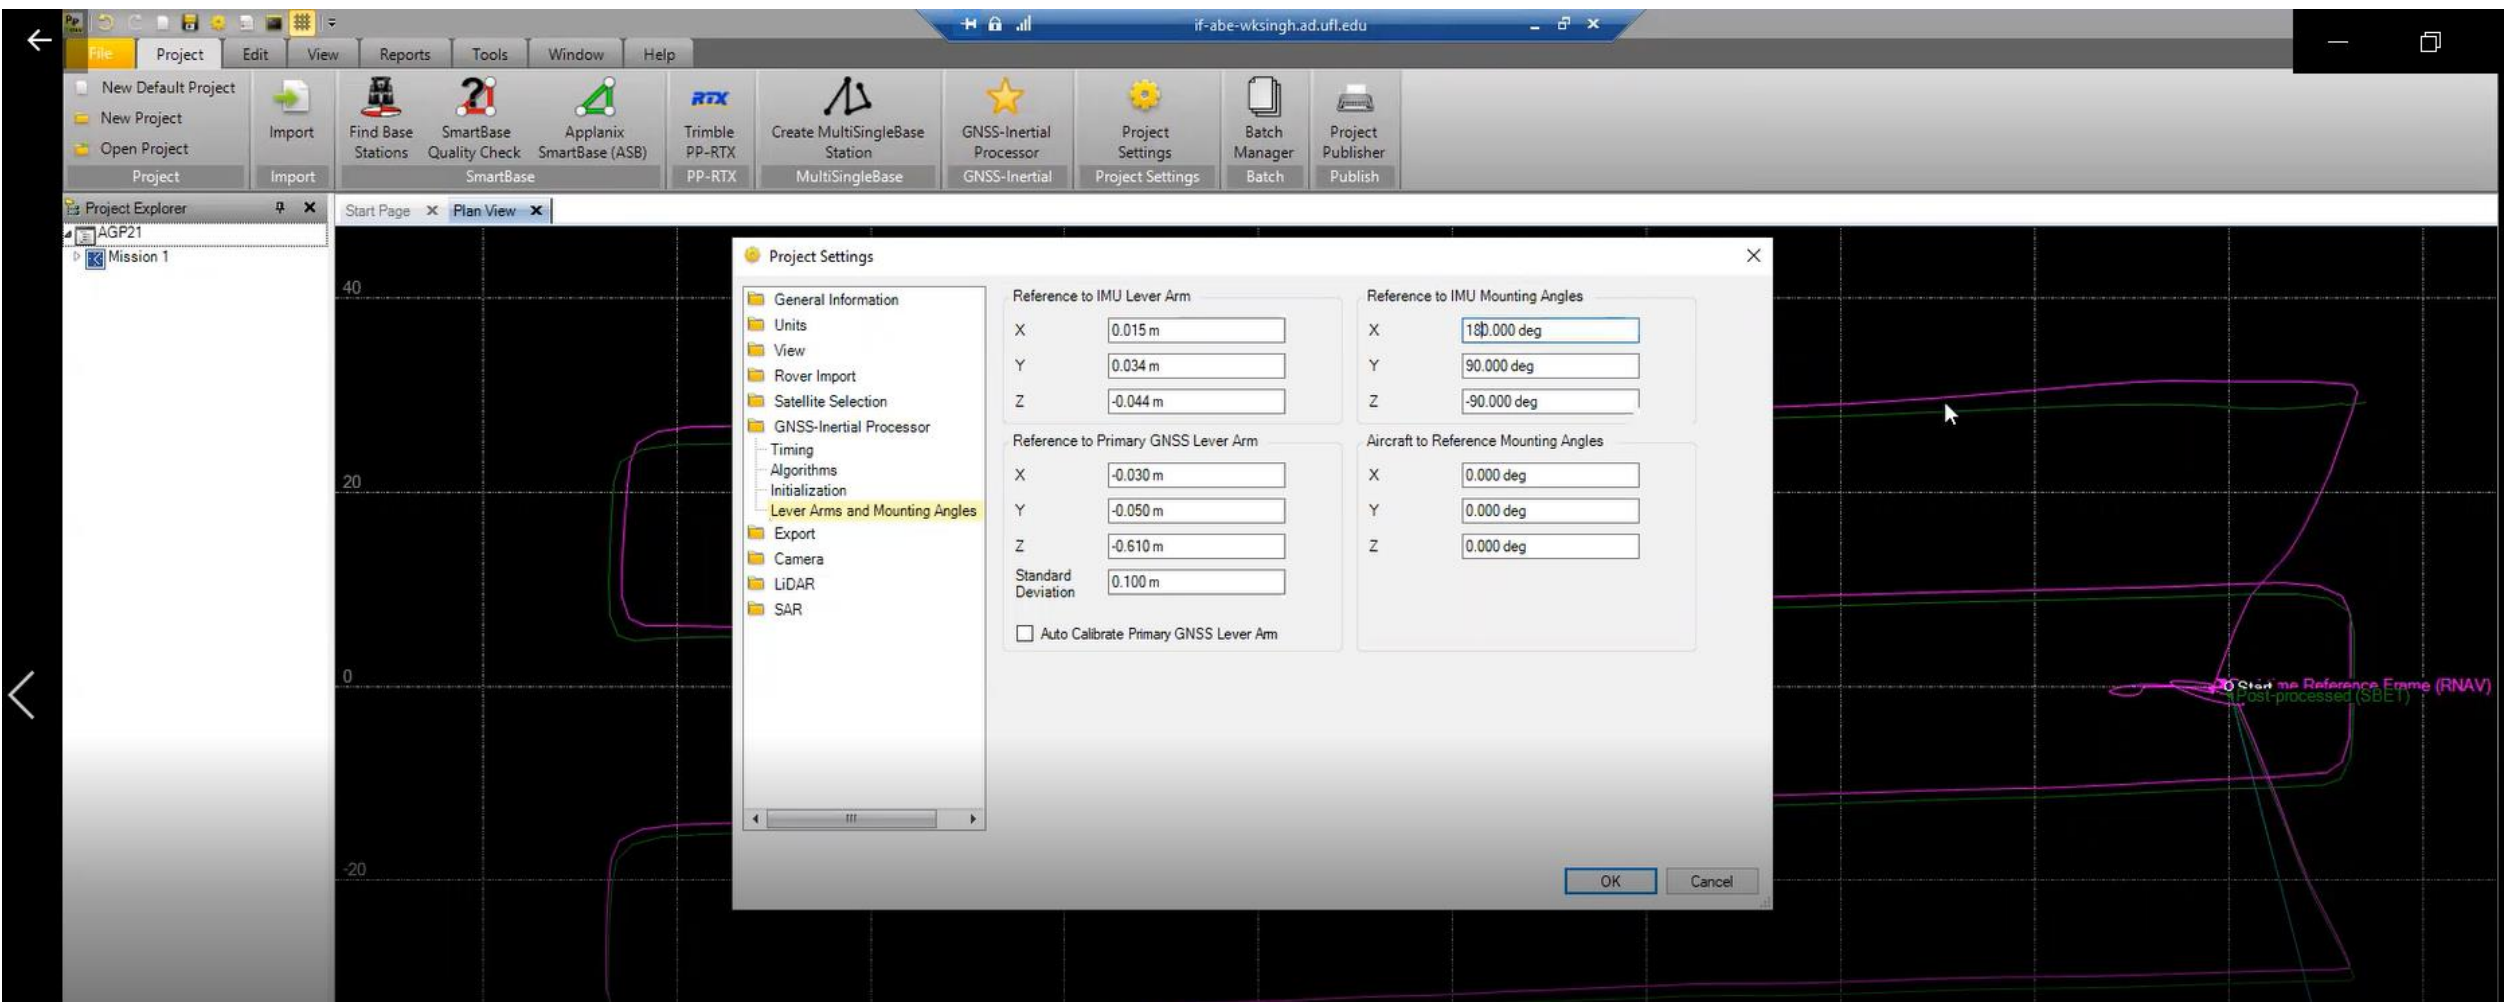 if-abe-wksingh.ad.ufl.edu
File Project Edit View Reports Tools Window Help
New Default Project
New Project
Open Project
Project
Import
Import
Find Base Stations
SmartBase Quality Check
Applanix SmartBase (ASB)
SmartBase
RTX
Trimble PP-RTX
PP-RTX
Create MultiSingleBase Station
MultiSingleBase
GNSS-Inertial Processor
GNSS-Inertial
Project Settings
Project Settings
Batch Manager
Batch
Project Publisher
Publish
Project Explorer
Start Page Plan View
AGP21
Mission 1
40
20
0
-20
Project Settings
General Information
Units
View
Rover Import
Satellite Selection
GNSS-Inertial Processor
Timing
Algorithms
Initialization
Lever Arms and Mounting Angles
Export
Camera
LiDAR
SAR
Reference to IMU Lever Arm
X 0.015 m
Y 0.034 m
Z -0.044 m
Reference to Primary GNSS Lever Arm
X -0.030 m
Y -0.050 m
Z -0.610 m
Standard Deviation 0.100 m
Auto Calibrate Primary GNSS Lever Arm
Reference to IMU Mounting Angles
X 180.000 deg
Y 90.000 deg
Z -90.000 deg
Aircraft to Reference Mounting Angles
X 0.000 deg
Y 0.000 deg
Z 0.000 deg
OK Cancel
Start
me Reference Frame (RNAV)
Post-processed (SBET)